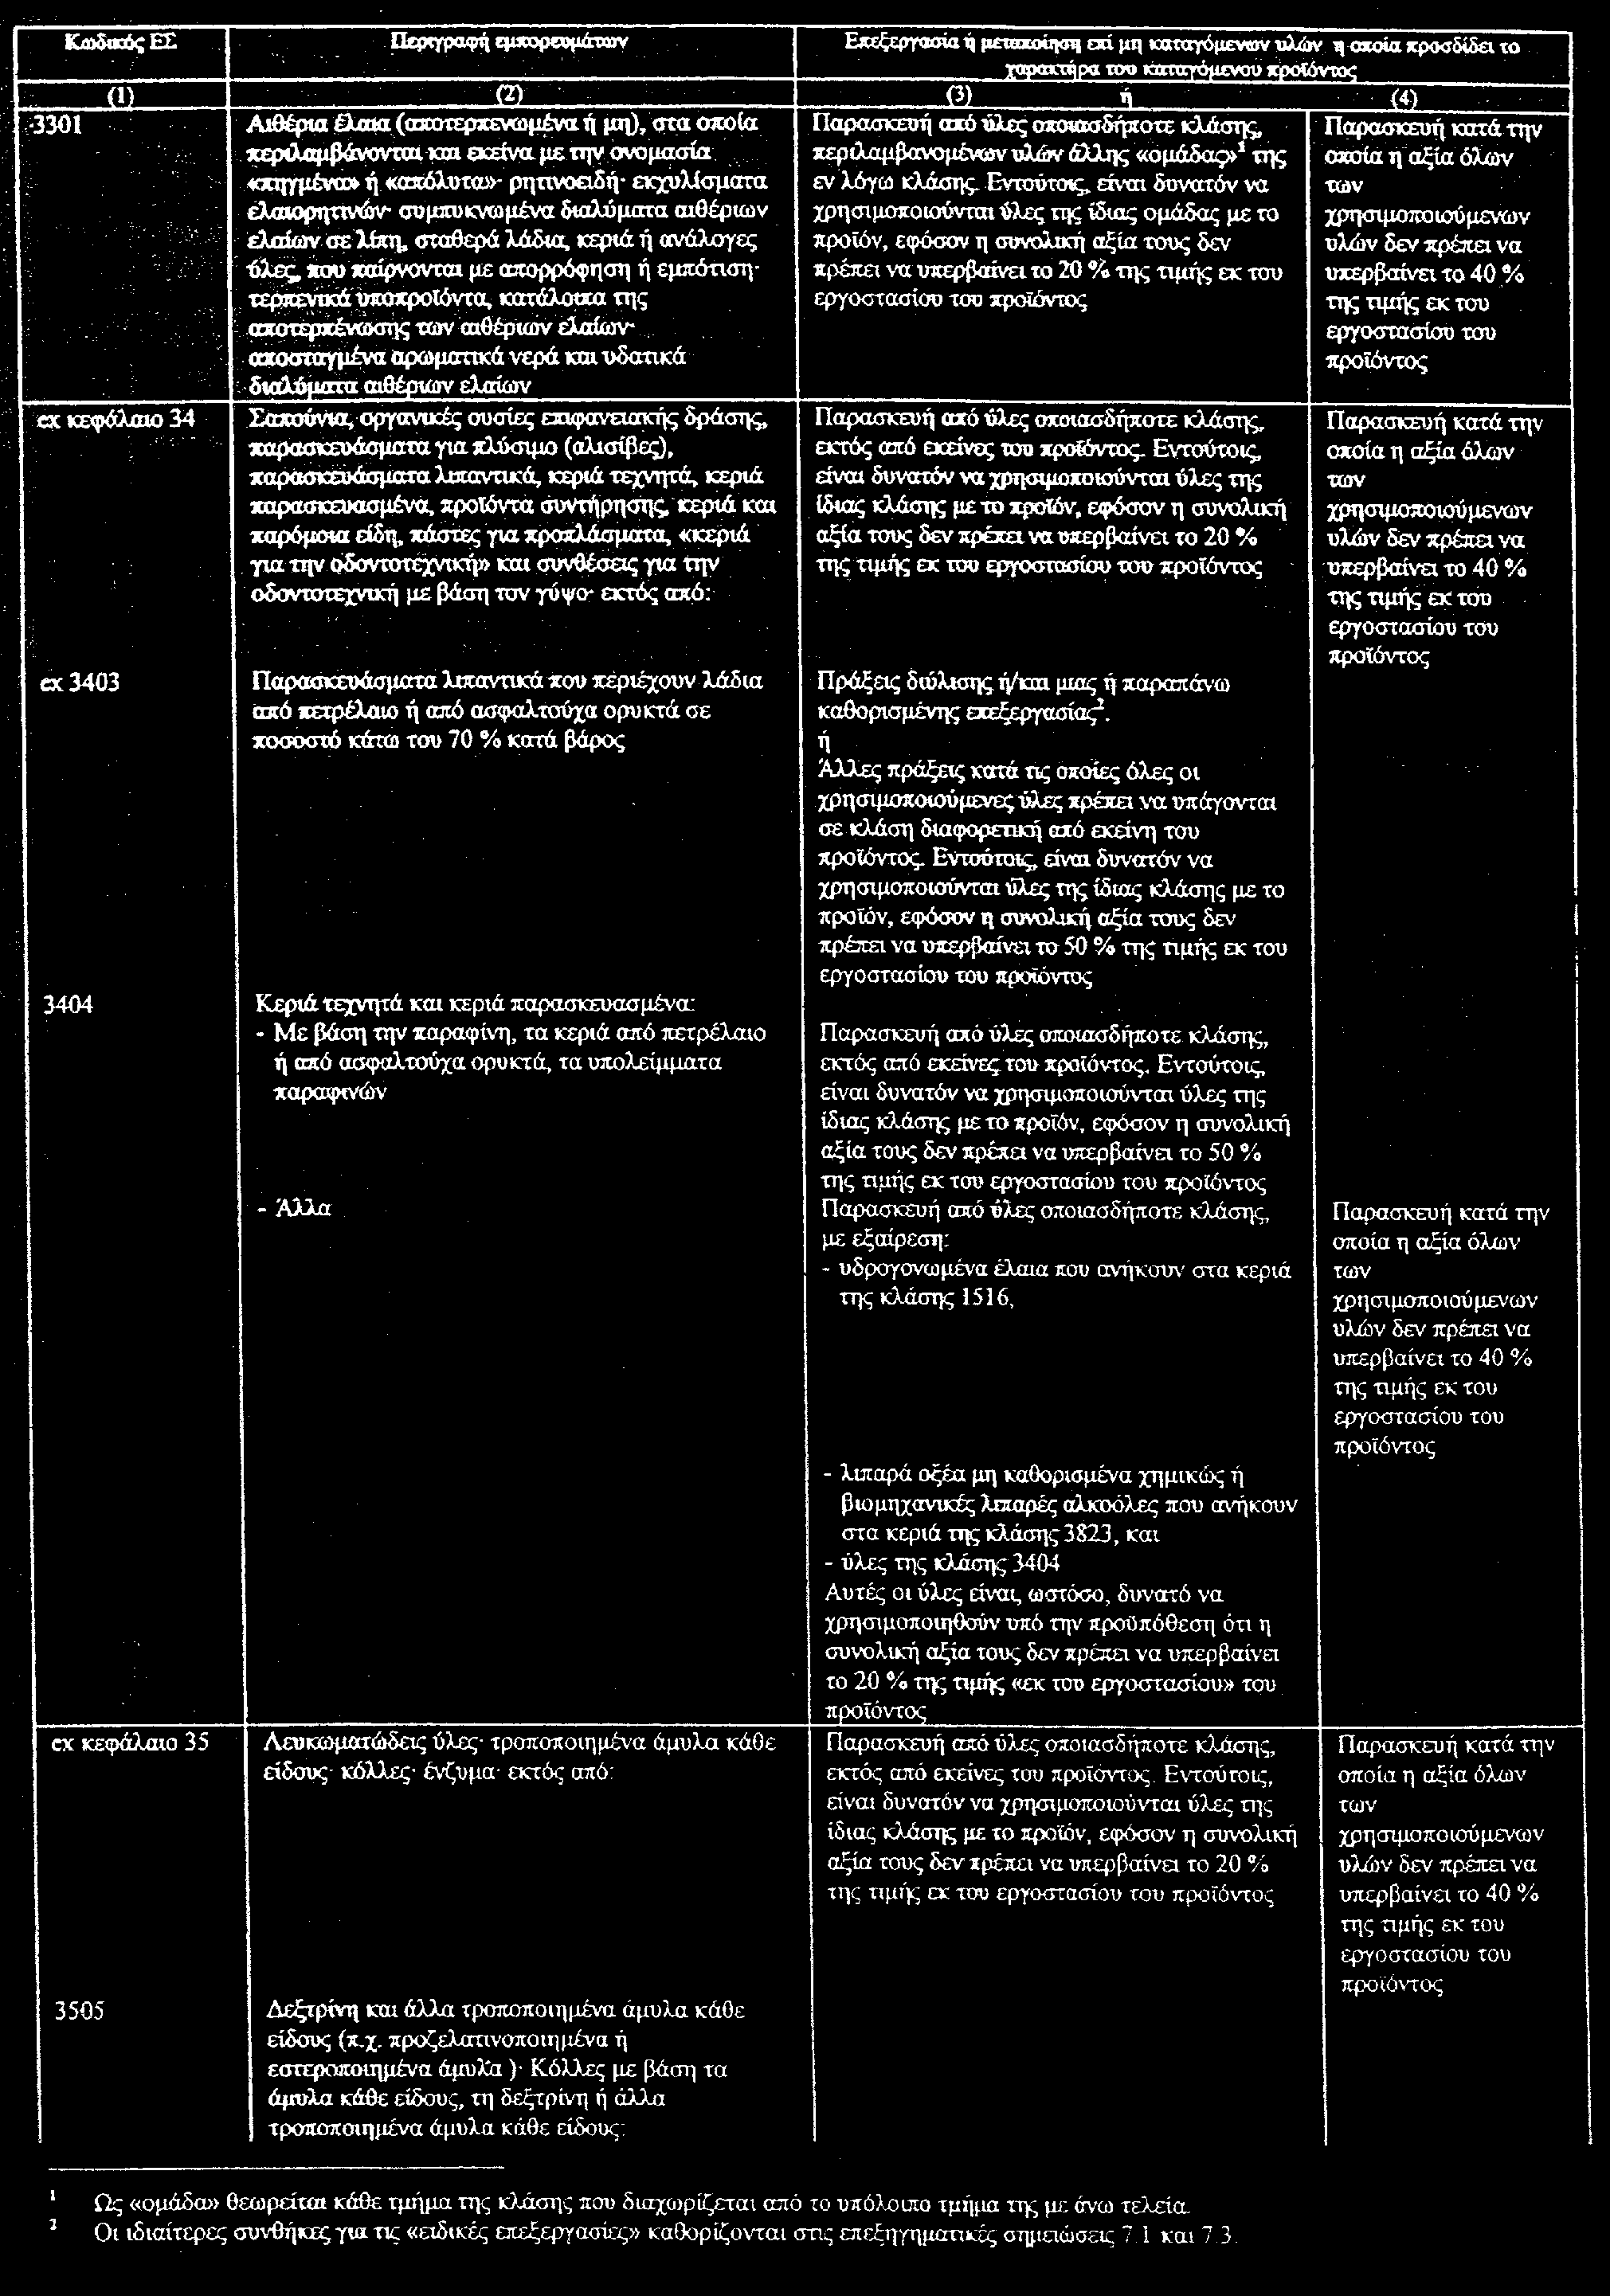 Κωδικός ΕΣ
Περιγραφή εμπορευμάτων
Επεξεργασία ή μεταποίηση επί μη καταγόμενων υλών η οποία προσδίδει το
χαρακτήρα του καταγόμενου προϊόντος
(1)
(2)
(3) ή (4)
3301
Αιθέρια έλαια (αποτερπενωμένα ή μη), στα οποία
περιλαμβάνονται και εκείνα με την ονομασία
«πηγμένα» ή «απόλυτα»· ρητινοειδή· εκχυλίσματα
ελαιορητινών· συμπυκνωμένα διαλύματα αιθέριων
ελαίων σε λίπη, σταθερά λάδια, κεριά ή ανάλογες
ύλες, που παίρνονται με απορρόφηση ή εμπότιση·
τερπενικά υποπροϊόντα, κατάλοιπα της
αποτερπένωσης των αιθέριων ελαίων·
αποσταγμένα αρωματικά νερά και υδατικά
διαλύματα αιθέριων ελαίων
Παρασκευή από ύλες οποιασδήποτε κλάσης,
περιλαμβανομένων υλών άλλης «ομάδας»¹ της
εν λόγω κλάσης. Εντούτοις, είναι δυνατόν να
χρησιμοποιούνται ύλες της ίδιας ομάδας με το
προϊόν, εφόσον η συνολική αξία τους δεν
πρέπει να υπερβαίνει το 20 % της τιμής εκ του
εργοστασίου του προϊόντος
Παρασκευή κατά την
οποία η αξία όλων
των
χρησιμοποιούμενων
υλών δεν πρέπει να
υπερβαίνει το 40 %
της τιμής εκ του
εργοστασίου του
προϊόντος
ex κεφάλαιο 34
Σαπούνια, οργανικές ουσίες επιφανειακής δράσης,
παρασκευάσματα για πλύσιμο (αλισίβες),
παρασκευάσματα λιπαντικά, κεριά τεχνητά, κεριά
παρασκευασμένα, προϊόντα συντήρησης, κεριά και
παρόμοια είδη, πάστες για προπλάσματα, «κεριά
για την οδοντοτεχνική» και συνθέσεις για την
οδοντοτεχνική με βάση τον γύψο· εκτός από:
Παρασκευή από ύλες οποιασδήποτε κλάσης,
εκτός από εκείνες του προϊόντος. Εντούτοις,
είναι δυνατόν να χρησιμοποιούνται ύλες της
ίδιας κλάσης με το προϊόν, εφόσον η συνολική
αξία τους δεν πρέπει να υπερβαίνει το 20 %
της τιμής εκ του εργοστασίου του προϊόντος
Παρασκευή κατά την
οποία η αξία όλων
των
χρησιμοποιούμενων
υλών δεν πρέπει να
υπερβαίνει το 40 %
της τιμής εκ του
εργοστασίου του
προϊόντος
ex 3403
Παρασκευάσματα λιπαντικά που περιέχουν λάδια
από πετρέλαιο ή από ασφαλτούχα ορυκτά σε
ποσοστό κάτω του 70 % κατά βάρος
Πράξεις διύλισης ή/και μιας ή παραπάνω
καθορισμένης επεξεργασίας².
ή
Άλλες πράξεις κατά τις οποίες όλες οι
χρησιμοποιούμενες ύλες πρέπει να υπάγονται
σε κλάση διαφορετική από εκείνη του
προϊόντος. Εντούτοις, είναι δυνατόν να
χρησιμοποιούνται ύλες της ίδιας κλάσης με το
προϊόν, εφόσον η συνολική αξία τους δεν
πρέπει να υπερβαίνει το 50 % της τιμής εκ του
εργοστασίου του προϊόντος
3404
Κεριά τεχνητά και κεριά παρασκευασμένα:
- Με βάση την παραφίνη, τα κεριά από πετρέλαιο
ή από ασφαλτούχα ορυκτά, τα υπολείμματα
παραφινών
Παρασκευή από ύλες οποιασδήποτε κλάσης,
εκτός από εκείνες του προϊόντος. Εντούτοις,
είναι δυνατόν να χρησιμοποιούνται ύλες της
ίδιας κλάσης με το προϊόν, εφόσον η συνολική
αξία τους δεν πρέπει να υπερβαίνει το 50 %
της τιμής εκ του εργοστασίου του προϊόντος
- Άλλα
Παρασκευή από ύλες οποιασδήποτε κλάσης,
με εξαίρεση:
- υδρογονωμένα έλαια που ανήκουν στα κεριά
της κλάσης 1516,
Παρασκευή κατά την
οποία η αξία όλων
των
χρησιμοποιούμενων
υλών δεν πρέπει να
υπερβαίνει το 40 %
της τιμής εκ του
εργοστασίου του
προϊόντος
- λιπαρά οξέα μη καθορισμένα χημικώς ή
βιομηχανικές λιπαρές αλκοόλες που ανήκουν
στα κεριά της κλάσης 3823, και
- ύλες της κλάσης 3404
Αυτές οι ύλες είναι, ωστόσο, δυνατό να
χρησιμοποιηθούν υπό την προϋπόθεση ότι η
συνολική αξία τους δεν πρέπει να υπερβαίνει
το 20 % της τιμής «εκ του εργοστασίου» του
προϊόντος
ex κεφάλαιο 35
Λευκωματώδεις ύλες· τροποποιημένα άμυλα κάθε
είδους· κόλλες· ένζυμα· εκτός από:
Παρασκευή από ύλες οποιασδήποτε κλάσης,
εκτός από εκείνες του προϊόντος. Εντούτοις,
είναι δυνατόν να χρησιμοποιούνται ύλες της
ίδιας κλάσης με το προϊόν, εφόσον η συνολική
αξία τους δεν πρέπει να υπερβαίνει το 20 %
της τιμής εκ του εργοστασίου του προϊόντος
Παρασκευή κατά την
οποία η αξία όλων
των
χρησιμοποιούμενων
υλών δεν πρέπει να
υπερβαίνει το 40 %
της τιμής εκ του
εργοστασίου του
προϊόντος
3505
Δεξτρίνη και άλλα τροποποιημένα άμυλα κάθε
είδους (π.χ. προζελατινοποιημένα ή
εστεροποιημένα άμυλα )· Κόλλες με βάση τα
άμυλα κάθε είδους, τη δεξτρίνη ή άλλα
τροποποιημένα άμυλα κάθε είδους:
¹ Ως «ομάδα» θεωρείται κάθε τμήμα της κλάσης που διαχωρίζεται από το υπόλοιπο τμήμα της με άνω τελεία.
² Οι ιδιαίτερες συνθήκες για τις «ειδικές επεξεργασίες» καθορίζονται στις επεξηγηματικές σημειώσεις 7.1 και 7.3.